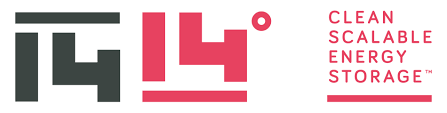 1414°
CLEAN
SCALABLE
ENERGY
STORAGE™